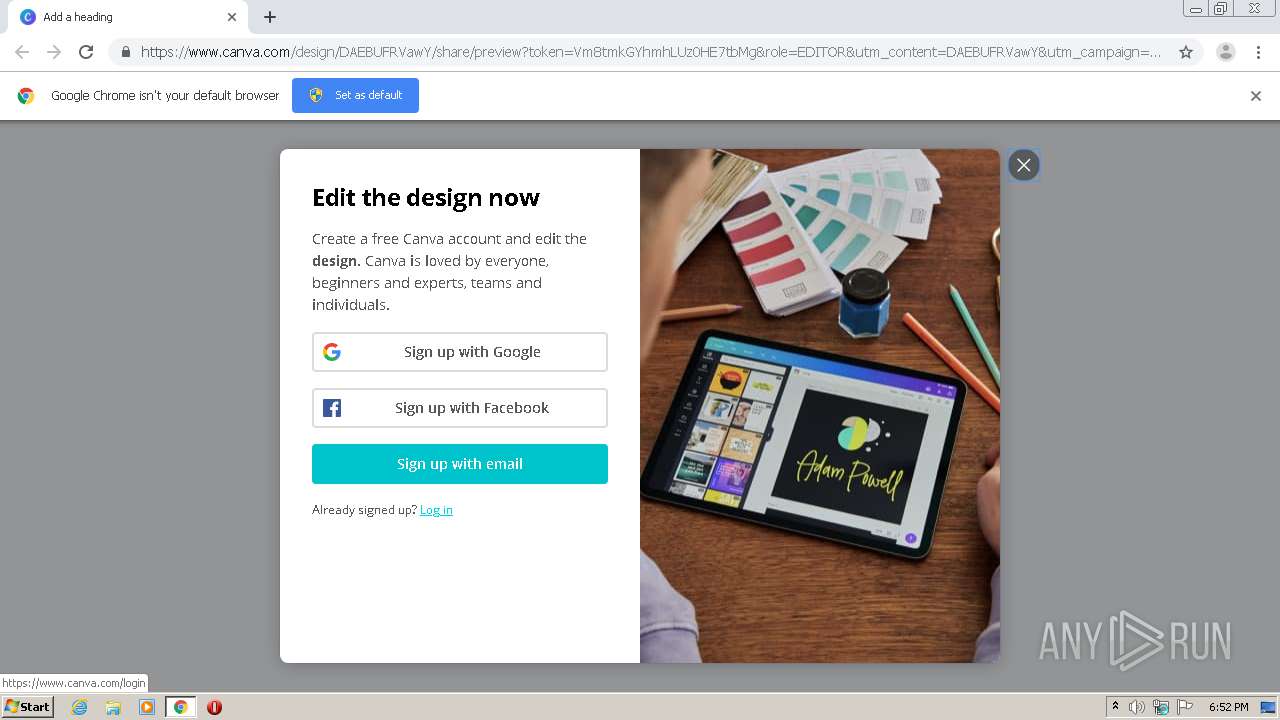 Add a heading
https://www.canva.com/design/DAEBUFRVawY/share/preview?token=VmBtmkGYhmhLUz0HE7tbMg&role=EDITOR&utm_content=DAEBUFRVawY&utm_campaign=...
Google Chrome isn't your default browser
Set as default
Edit the design now
Create a free Canva account and edit the
design. Canva is loved by everyone,
beginners and experts, teams and
individuals.
Sign up with Google
Sign up with Facebook
Sign up with email
Already signed up? Log in
Adam Powell
ANY RUN
https://www.canva.com/login
Start
6:52 PM